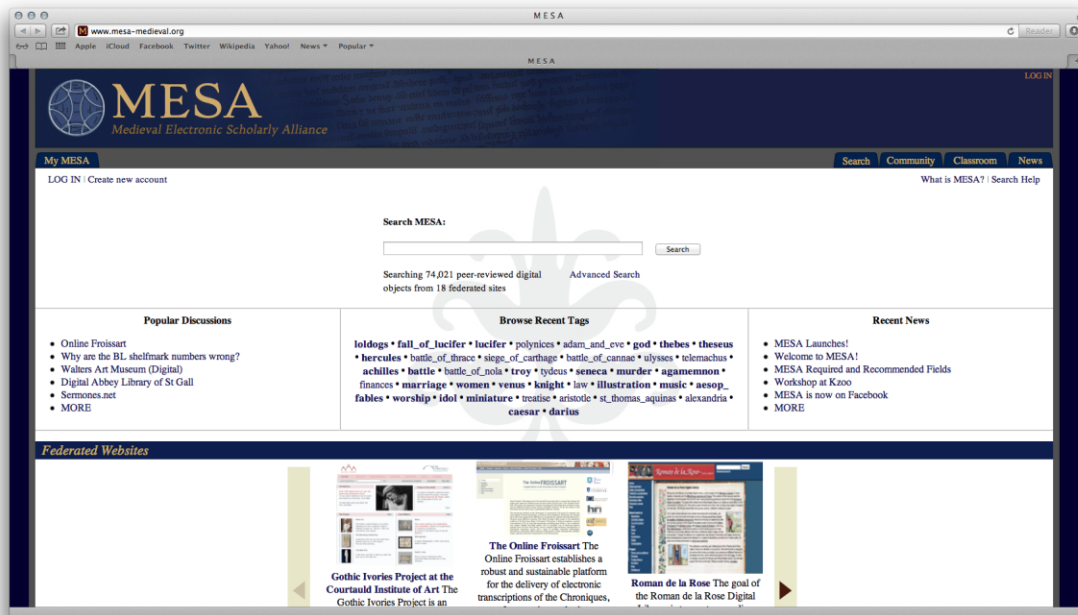 MESA
www.mesa-medieval.org
Reader
Apple iCloud Facebook Twitter Wikipedia Yahoo! News Popular
MESA
LOG IN
MESA
Medieval Electronic Scholarly Alliance
My MESA
Search Community Classroom News
LOG IN | Create new account
What is MESA? | Search Help
Search MESA:
Search
Searching 74,021 peer-reviewed digital
objects from 18 federated sites
Advanced Search
Popular Discussions
• Online Froissart
• Why are the BL shelfmark numbers wrong?
• Walters Art Museum (Digital)
• Digital Abbey Library of St Gall
• Sermones.net
• MORE
Browse Recent Tags
loldogs • fall_of_lucifer • lucifer • polynices • adam_and_eve • god • thebes • theseus
• hercules • battle_of_thrace • siege_of_carthage • battle_of_cannae • ulysses • telemachus •
achilles • battle • battle_of_nola • troy • tydeus • seneca • murder • agamemnon •
finances • marriage • women • venus • knight • law • illustration • music • aesop_
fables • worship • idol • miniature • treatise • aristotle • st_thomas_aquinas • alexandria •
caesar • darius
Recent News
• MESA Launches!
• Welcome to MESA!
• MESA Required and Recommended Fields
• Workshop at Kzoo
• MESA is now on Facebook
• MORE
Federated Websites
Gothic Ivories Project at the
Courtauld Institute of Art The
Gothic Ivories Project is an
The Online FROISSART
The Online Froissart The
Online Froissart establishes a
robust and sustainable platform
for the delivery of electronic
transcriptions of the Chroniques,
Roman de la Rose
Roman de la Rose The goal of
the Roman de la Rose Digital